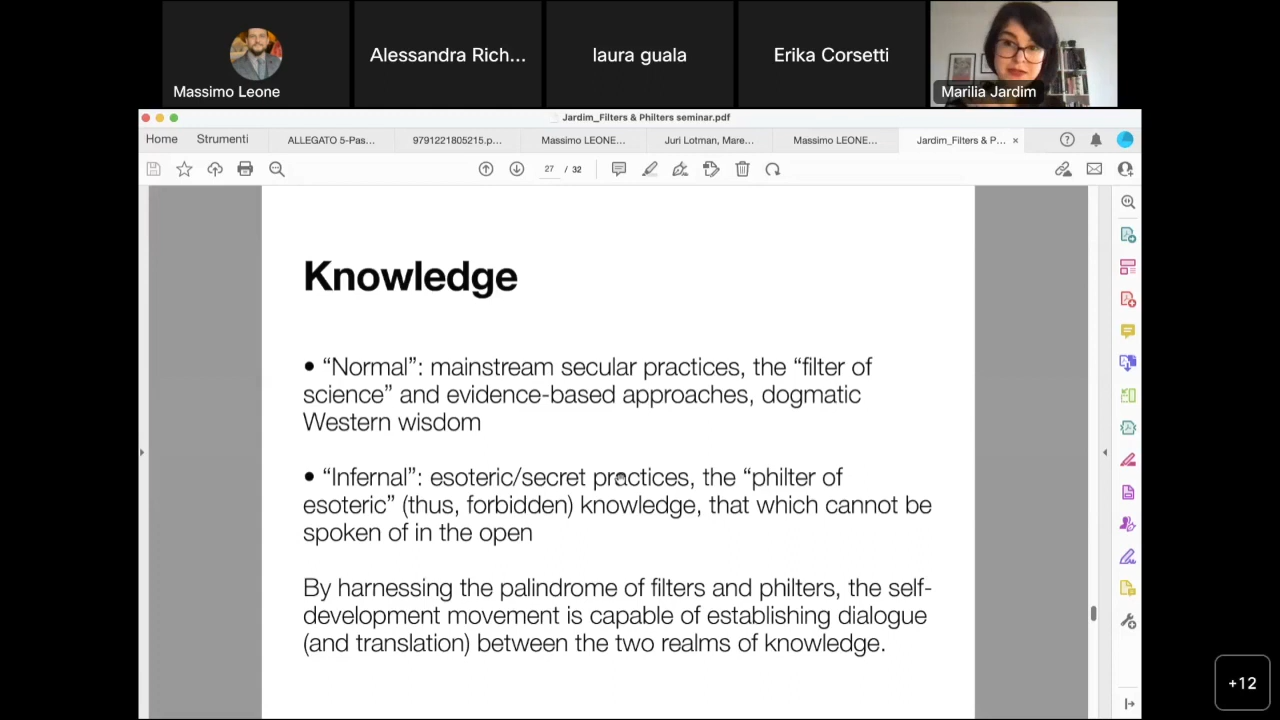 Massimo Leone
Alessandra Rich...
laura guala
Erika Corsetti
Marilia Jardim
Jardim_Filters & Philters seminar.pdf
Home
Strumenti
ALLEGATO 5-Pas...
9791221805215.p...
Massimo LEONE...
Juri Lotman, Mare...
Massimo LEONE...
Jardim_Filters & P...
27 / 32
Knowledge
• “Normal”: mainstream secular practices, the “filter of
science” and evidence-based approaches, dogmatic
Western wisdom
• “Infernal”: esoteric/secret practices, the “philter of
esoteric” (thus, forbidden) knowledge, that which cannot be
spoken of in the open
By harnessing the palindrome of filters and philters, the self-
development movement is capable of establishing dialogue
(and translation) between the two realms of knowledge.
+12